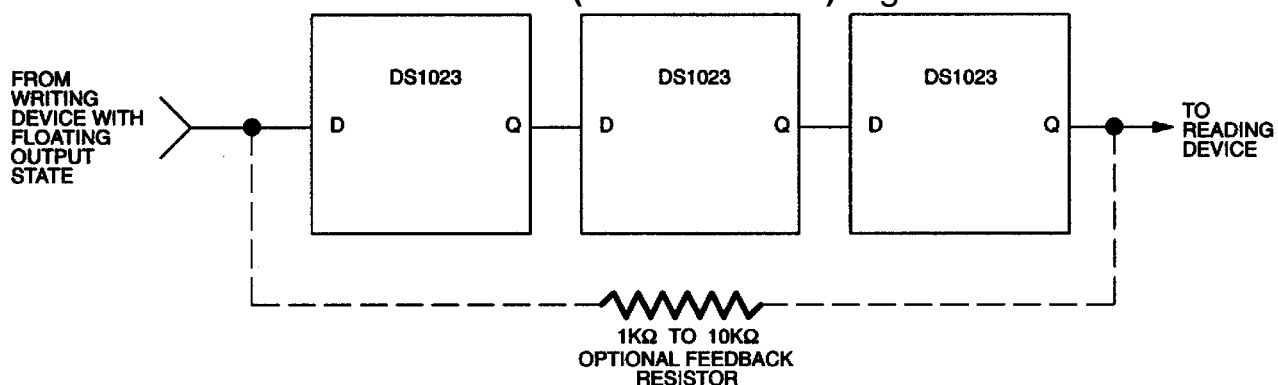 DS1023
DS1023
DS1023
FROM
WRITING
DEVICE WITH
FLOATING
OUTPUT
STATE
D
Q
D
Q
D
Q
TO
READING
DEVICE
1KΩ TO 10KΩ
OPTIONAL FEEDBACK
RESISTOR